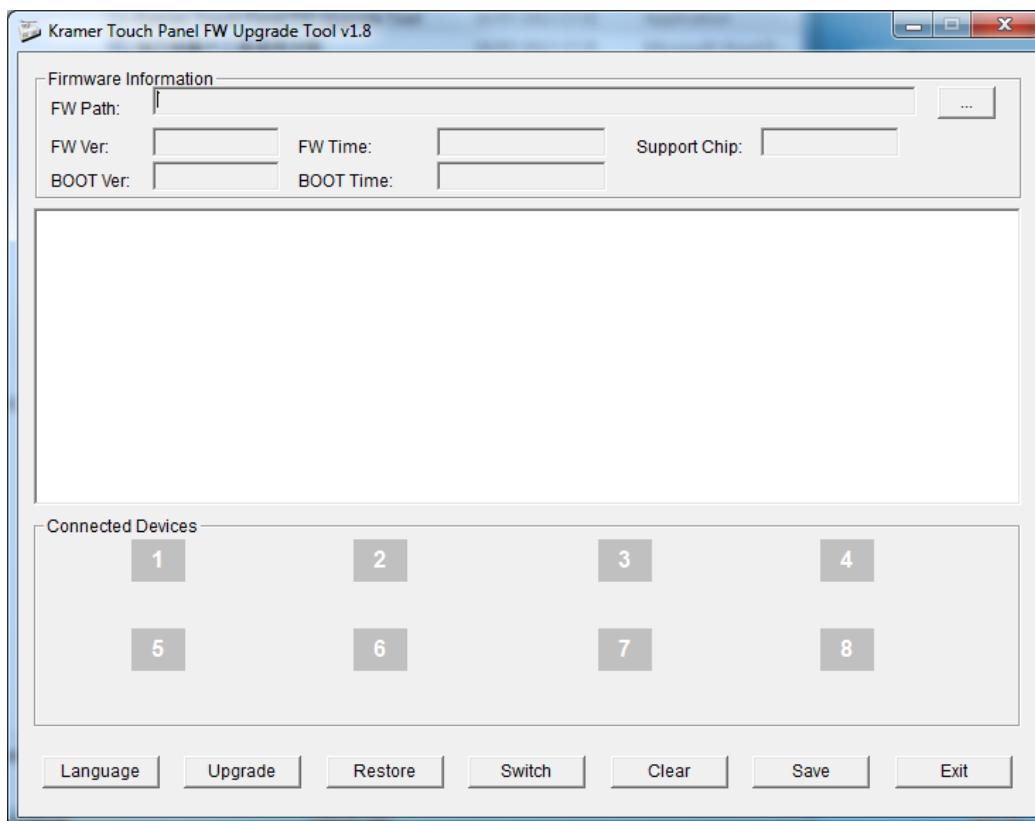 Kramer Touch Panel FW Upgrade Tool v1.8
Firmware Information
FW Path:
...
FW Ver: FW Time: Support Chip:
BOOT Ver: BOOT Time:
Connected Devices
1 2 3 4
5 6 7 8
Language Upgrade Restore Switch Clear Save Exit